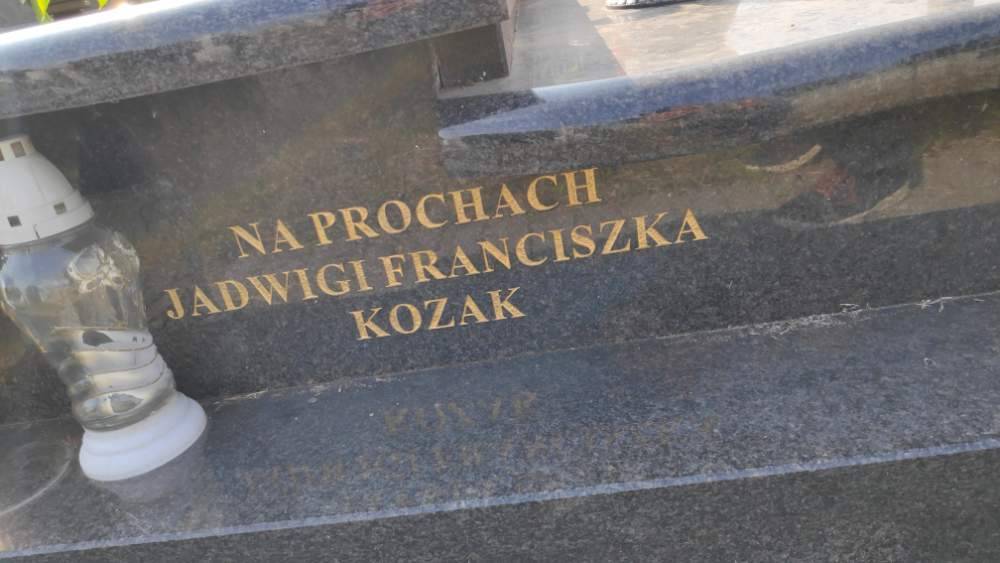 NA PROCHACH
JADWIGI FRANCISZKA
KOZAK